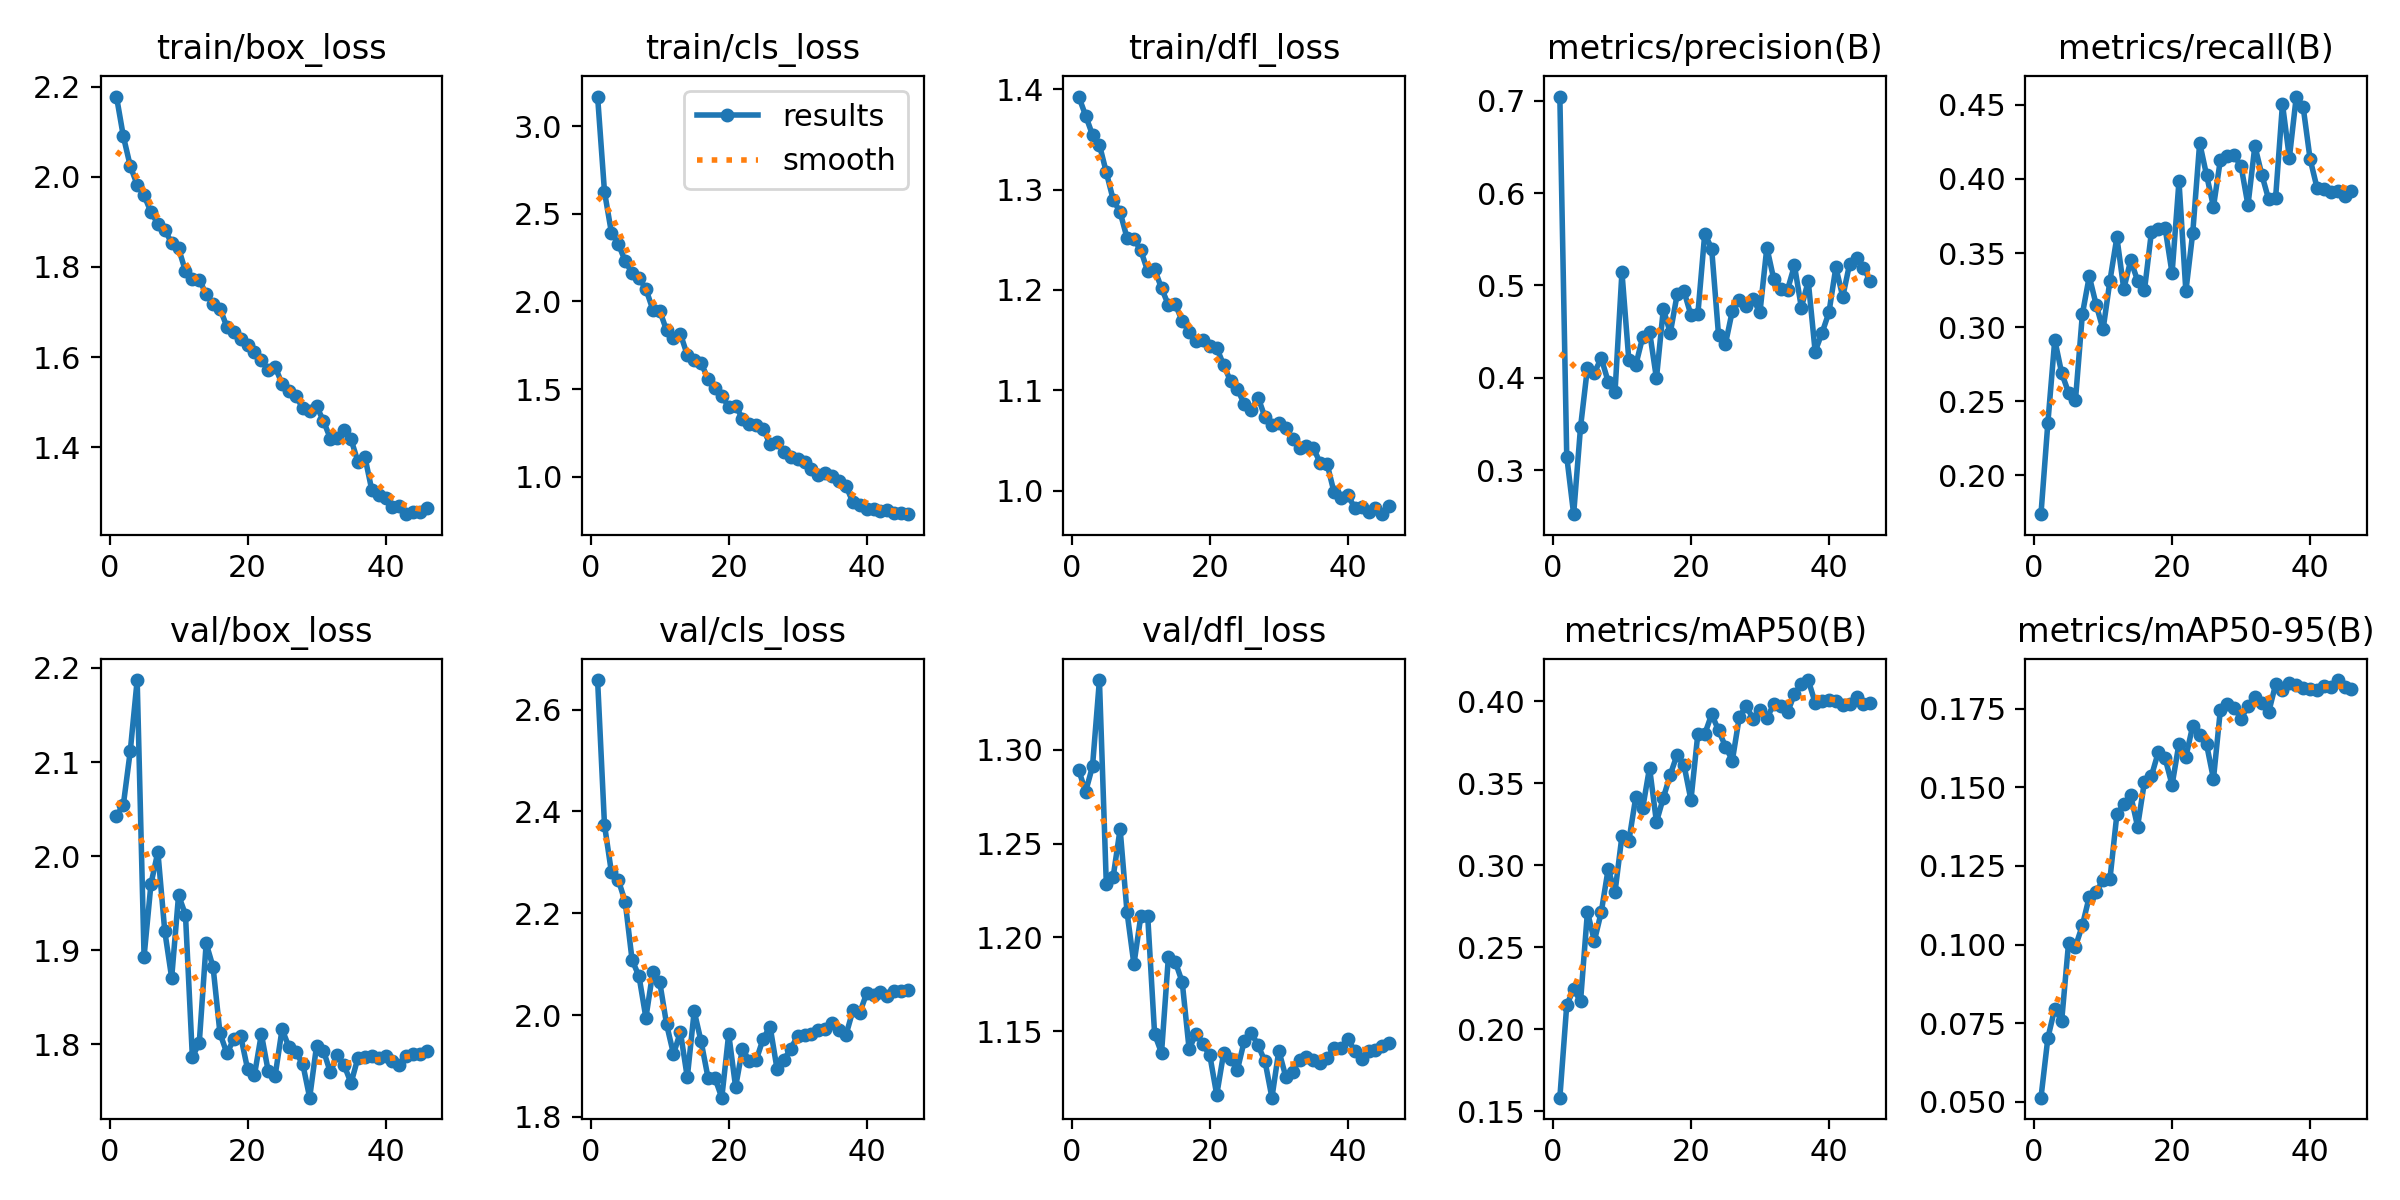 train/box_loss
2.2
2.0
1.8
1.6
1.4
0 20 40
train/cls_loss
results
smooth
3.0
2.5
2.0
1.5
1.0
0 20 40
train/dfl_loss
1.4
1.3
1.2
1.1
1.0
0 20 40
metrics/precision(B)
0.7
0.6
0.5
0.4
0.3
0 20 40
metrics/recall(B)
0.45
0.40
0.35
0.30
0.25
0.20
0 20 40
val/box_loss
2.2
2.1
2.0
1.9
1.8
0 20 40
val/cls_loss
2.6
2.4
2.2
2.0
1.8
0 20 40
val/dfl_loss
1.30
1.25
1.20
1.15
0 20 40
metrics/mAP50(B)
0.40
0.35
0.30
0.25
0.20
0.15
0 20 40
metrics/mAP50-95(B)
0.175
0.150
0.125
0.100
0.075
0.050
0 20 40